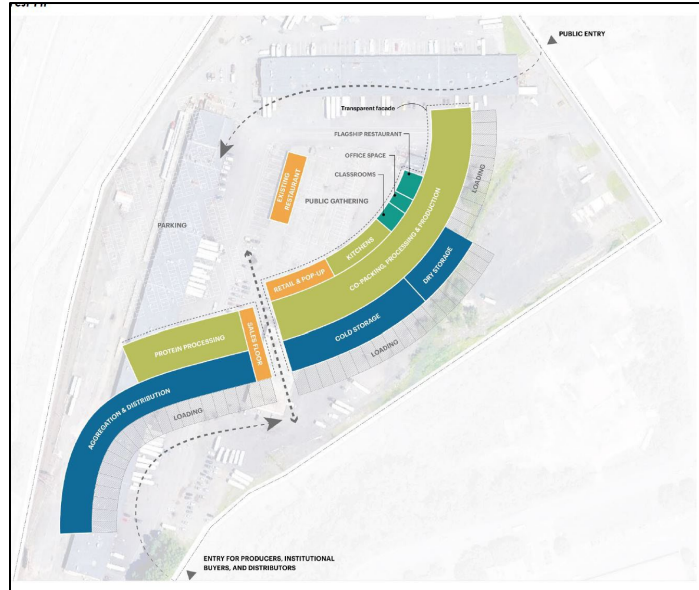 PUBLIC ENTRY
Transparent facade
FLAGSHIP RESTAURANT
OFFICE SPACE
CLASSROOMS
LOADING
EXISTING
RESTAURANT
PUBLIC GATHERING
PARKING
KITCHENS
CO-PACKING, PROCESSING & PRODUCTION
RETAIL & POP-UP
DRY STORAGE
COLD STORAGE
LOADING
SALES FLOOR
PROTEIN PROCESSING
AGGREGATION & DISTRIBUTION
LOADING
ENTRY FOR PRODUCERS, INSTITUTIONAL
BUYERS, AND DISTRIBUTORS